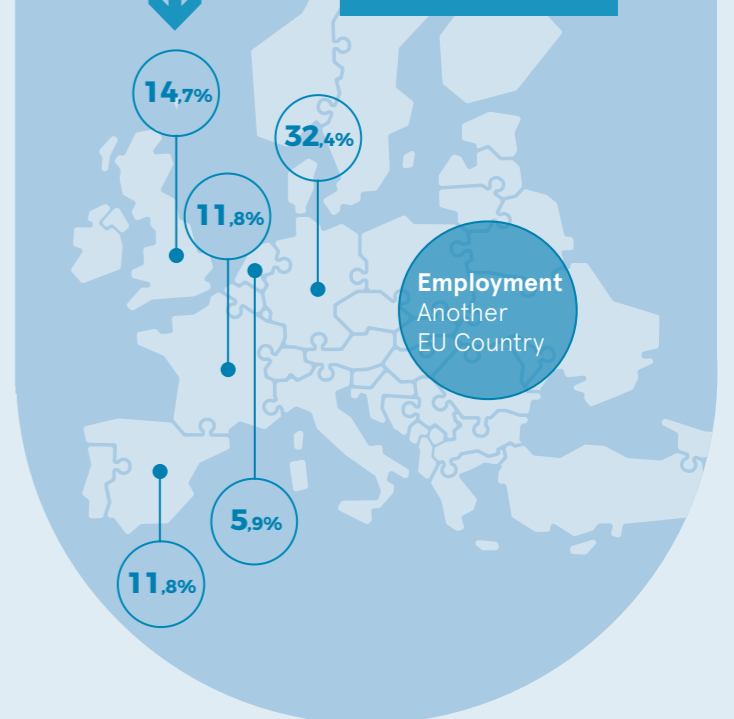 14,7%
32,4%
11,8%
Employment
Another
EU Country
5,9%
11,8%